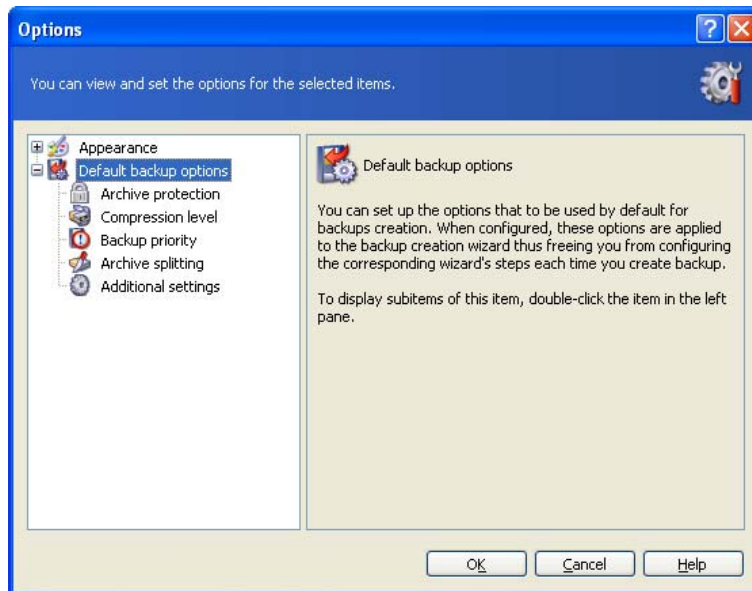 Options
You can view and set the options for the selected items.
Appearance
Default backup options
Archive protection
Compression level
Backup priority
Archive splitting
Additional settings
Default backup options
You can set up the options that to be used by default for
backups creation. When configured, these options are applied
to the backup creation wizard thus freeing you from configuring
the corresponding wizard's steps each time you create backup.
To display subitems of this item, double-click the item in the left
pane.
OK
Cancel
Help